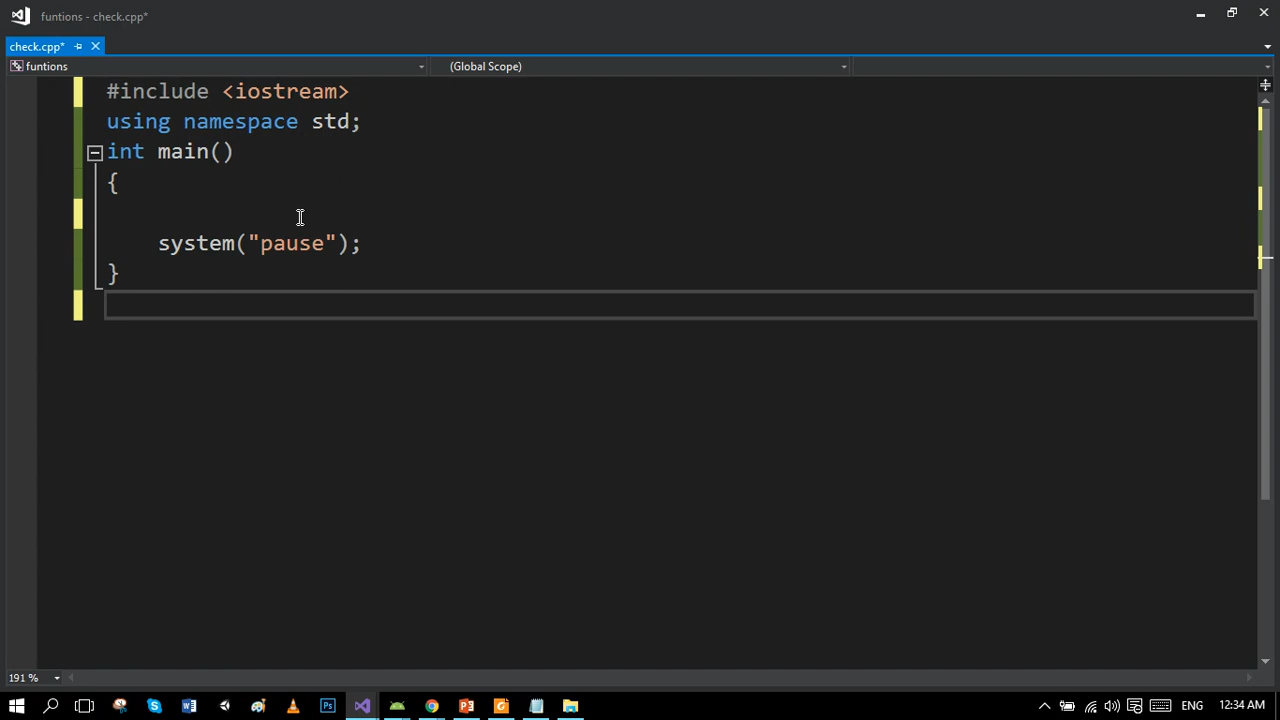 funtions - check.cpp*
check.cpp*
funtions
(Global Scope)
#include <iostream>
using namespace std;
int main()
{
system("pause");
}
191 %
ENG
12:34 AM